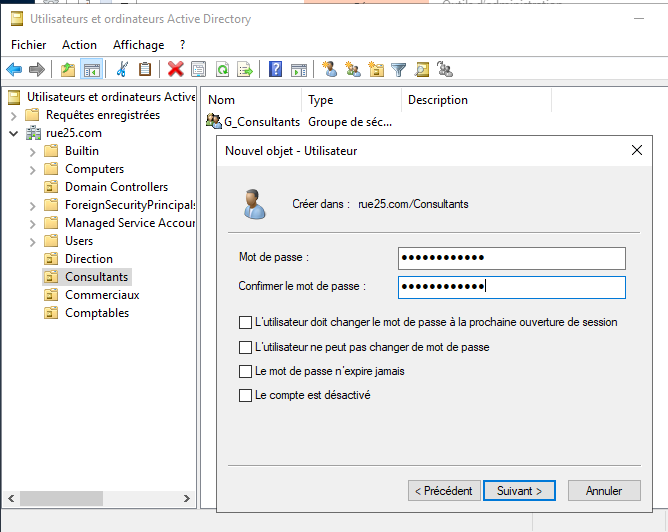 Utilisateurs et ordinateurs Active Directory
Fichier Action Affichage ?
Utilisateurs et ordinateurs Active
Requêtes enregistrées
rue25.com
Builtin
Computers
Domain Controllers
ForeignSecurityPrincipals
Managed Service Accour
Users
Direction
Consultants
Commerciaux
Comptables
Nom Type Description
G_Consultants Groupe de séc...
Nouvel objet - Utilisateur
Créer dans : rue25.com/Consultants
Mot de passe : ●●●●●●●●●●●●
Confirmer le mot de passe : ●●●●●●●●●●●●
L'utilisateur doit changer le mot de passe à la prochaine ouverture de session
L'utilisateur ne peut pas changer de mot de passe
Le mot de passe n'expire jamais
Le compte est désactivé
< Précédent Suivant > Annuler